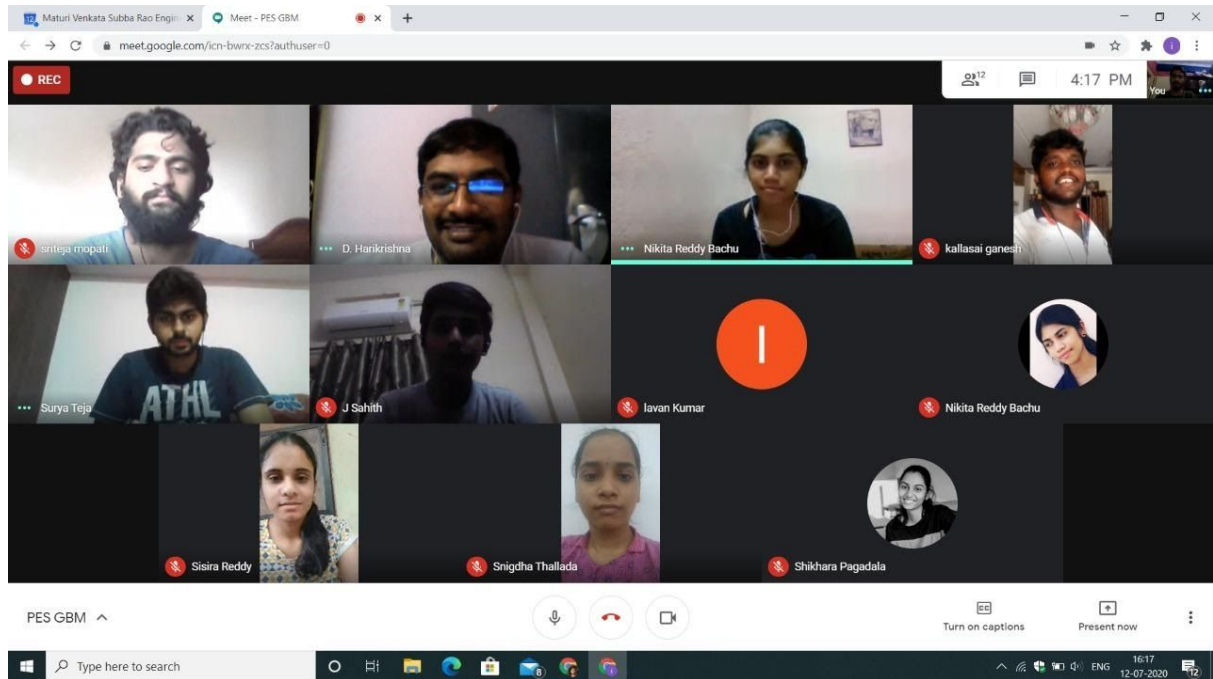 Maturi Venkata Subba Rao Engin
Meet - PES GBM
meet.google.com/icn-bwrx-zcs?authuser=0
REC
12
4:17 PM
You
sriteja mopati
D. Harikrishna
Nikita Reddy Bachu
kallasai ganesh
ATHL
Surya Teja
J Sahith
I
lavan Kumar
Nikita Reddy Bachu
Sisira Reddy
Snigdha Thallada
Shikhara Pagadala
PES GBM
CC
Turn on captions
Present now
Type here to search
ENG
16:17
12-07-2020